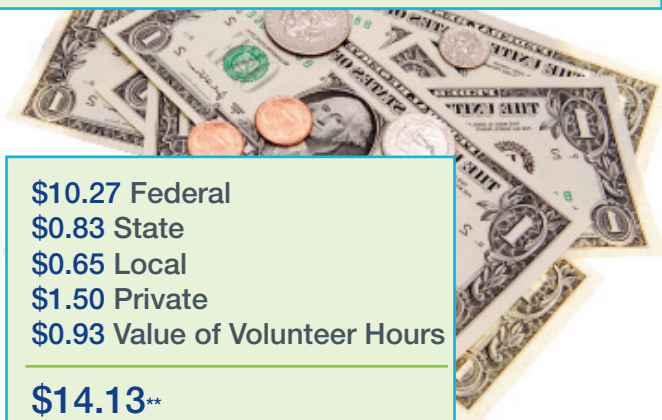 $10.27 Federal
$0.83 State
$0.65 Local
$1.50 Private
$0.93 Value of Volunteer Hours
$14.13**